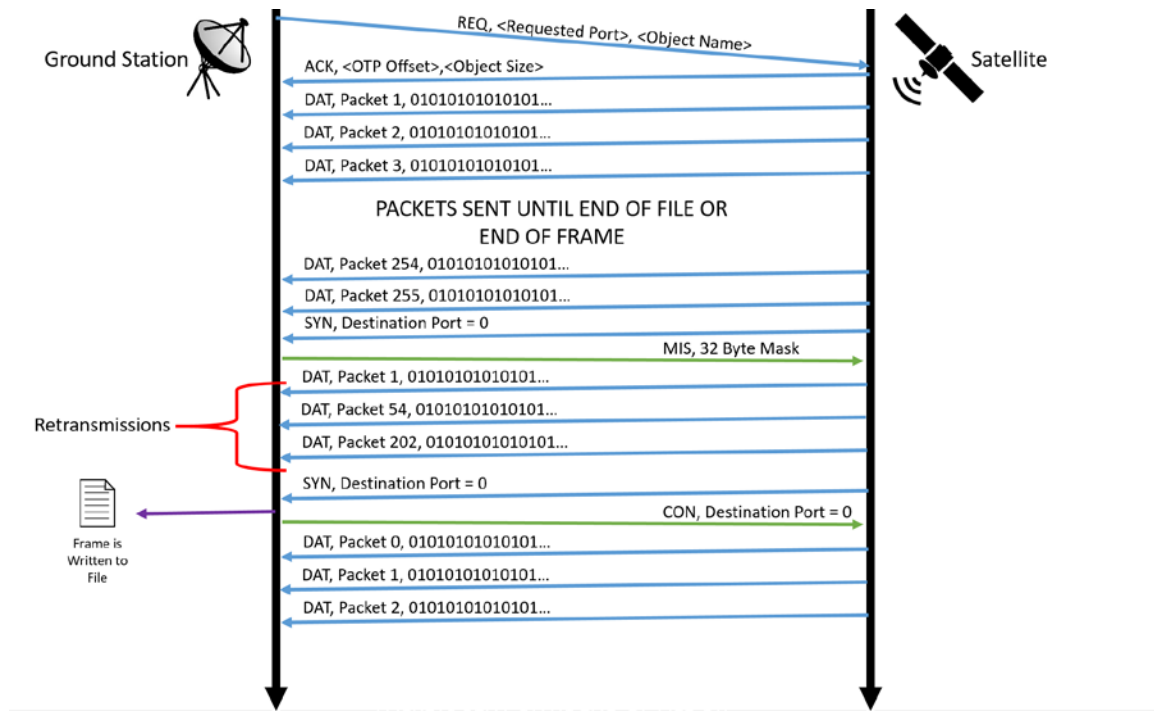 REQ, <Requested Port>, <Object Name>
Ground Station
Satellite
ACK, <OTP Offset>,<Object Size>
DAT, Packet 1, 01010101010101...
DAT, Packet 2, 01010101010101...
DAT, Packet 3, 01010101010101...
PACKETS SENT UNTIL END OF FILE OR
END OF FRAME
DAT, Packet 254, 01010101010101...
DAT, Packet 255, 01010101010101...
SYN, Destination Port = 0
MIS, 32 Byte Mask
DAT, Packet 1, 01010101010101...
DAT, Packet 54, 01010101010101...
Retransmissions
DAT, Packet 202, 01010101010101...
SYN, Destination Port = 0
CON, Destination Port = 0
Frame is
Written to
File
DAT, Packet 0, 01010101010101...
DAT, Packet 1, 01010101010101...
DAT, Packet 2, 01010101010101...